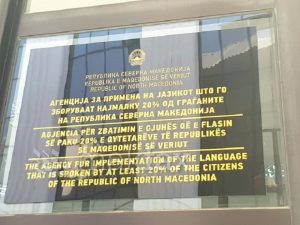 РЕПУБЛИКА СЕВЕРНА МАКЕДОНИЈА
REPUBLIKA E MAQEDONISË SË VERIUT
REPUBLIC OF NORTH MACEDONIA
АГЕНЦИЈА ЗА ПРИМЕНА НА ЈАЗИКОТ ШТО ГО
ЗБОРУВААТ НАЈМАЛКУ 20% ОД ГРАЃАНИТЕ
НА РЕПУБЛИКА СЕВЕРНА МАКЕДОНИЈА
AGJENCIA PËR ZBATIMIN E GJUHËS QË E FLASIN
SË PAKU 20% E QYTETARËVE TË REPUBLIKËS
SË MAQEDONISË SË VERIUT
THE AGENCY FOR IMPLEMENTATION OF THE LANGUAGE
THAT IS SPOKEN BY AT LEAST 20% OF THE CITIZENS
OF THE REPUBLIC OF NORTH MACEDONIA